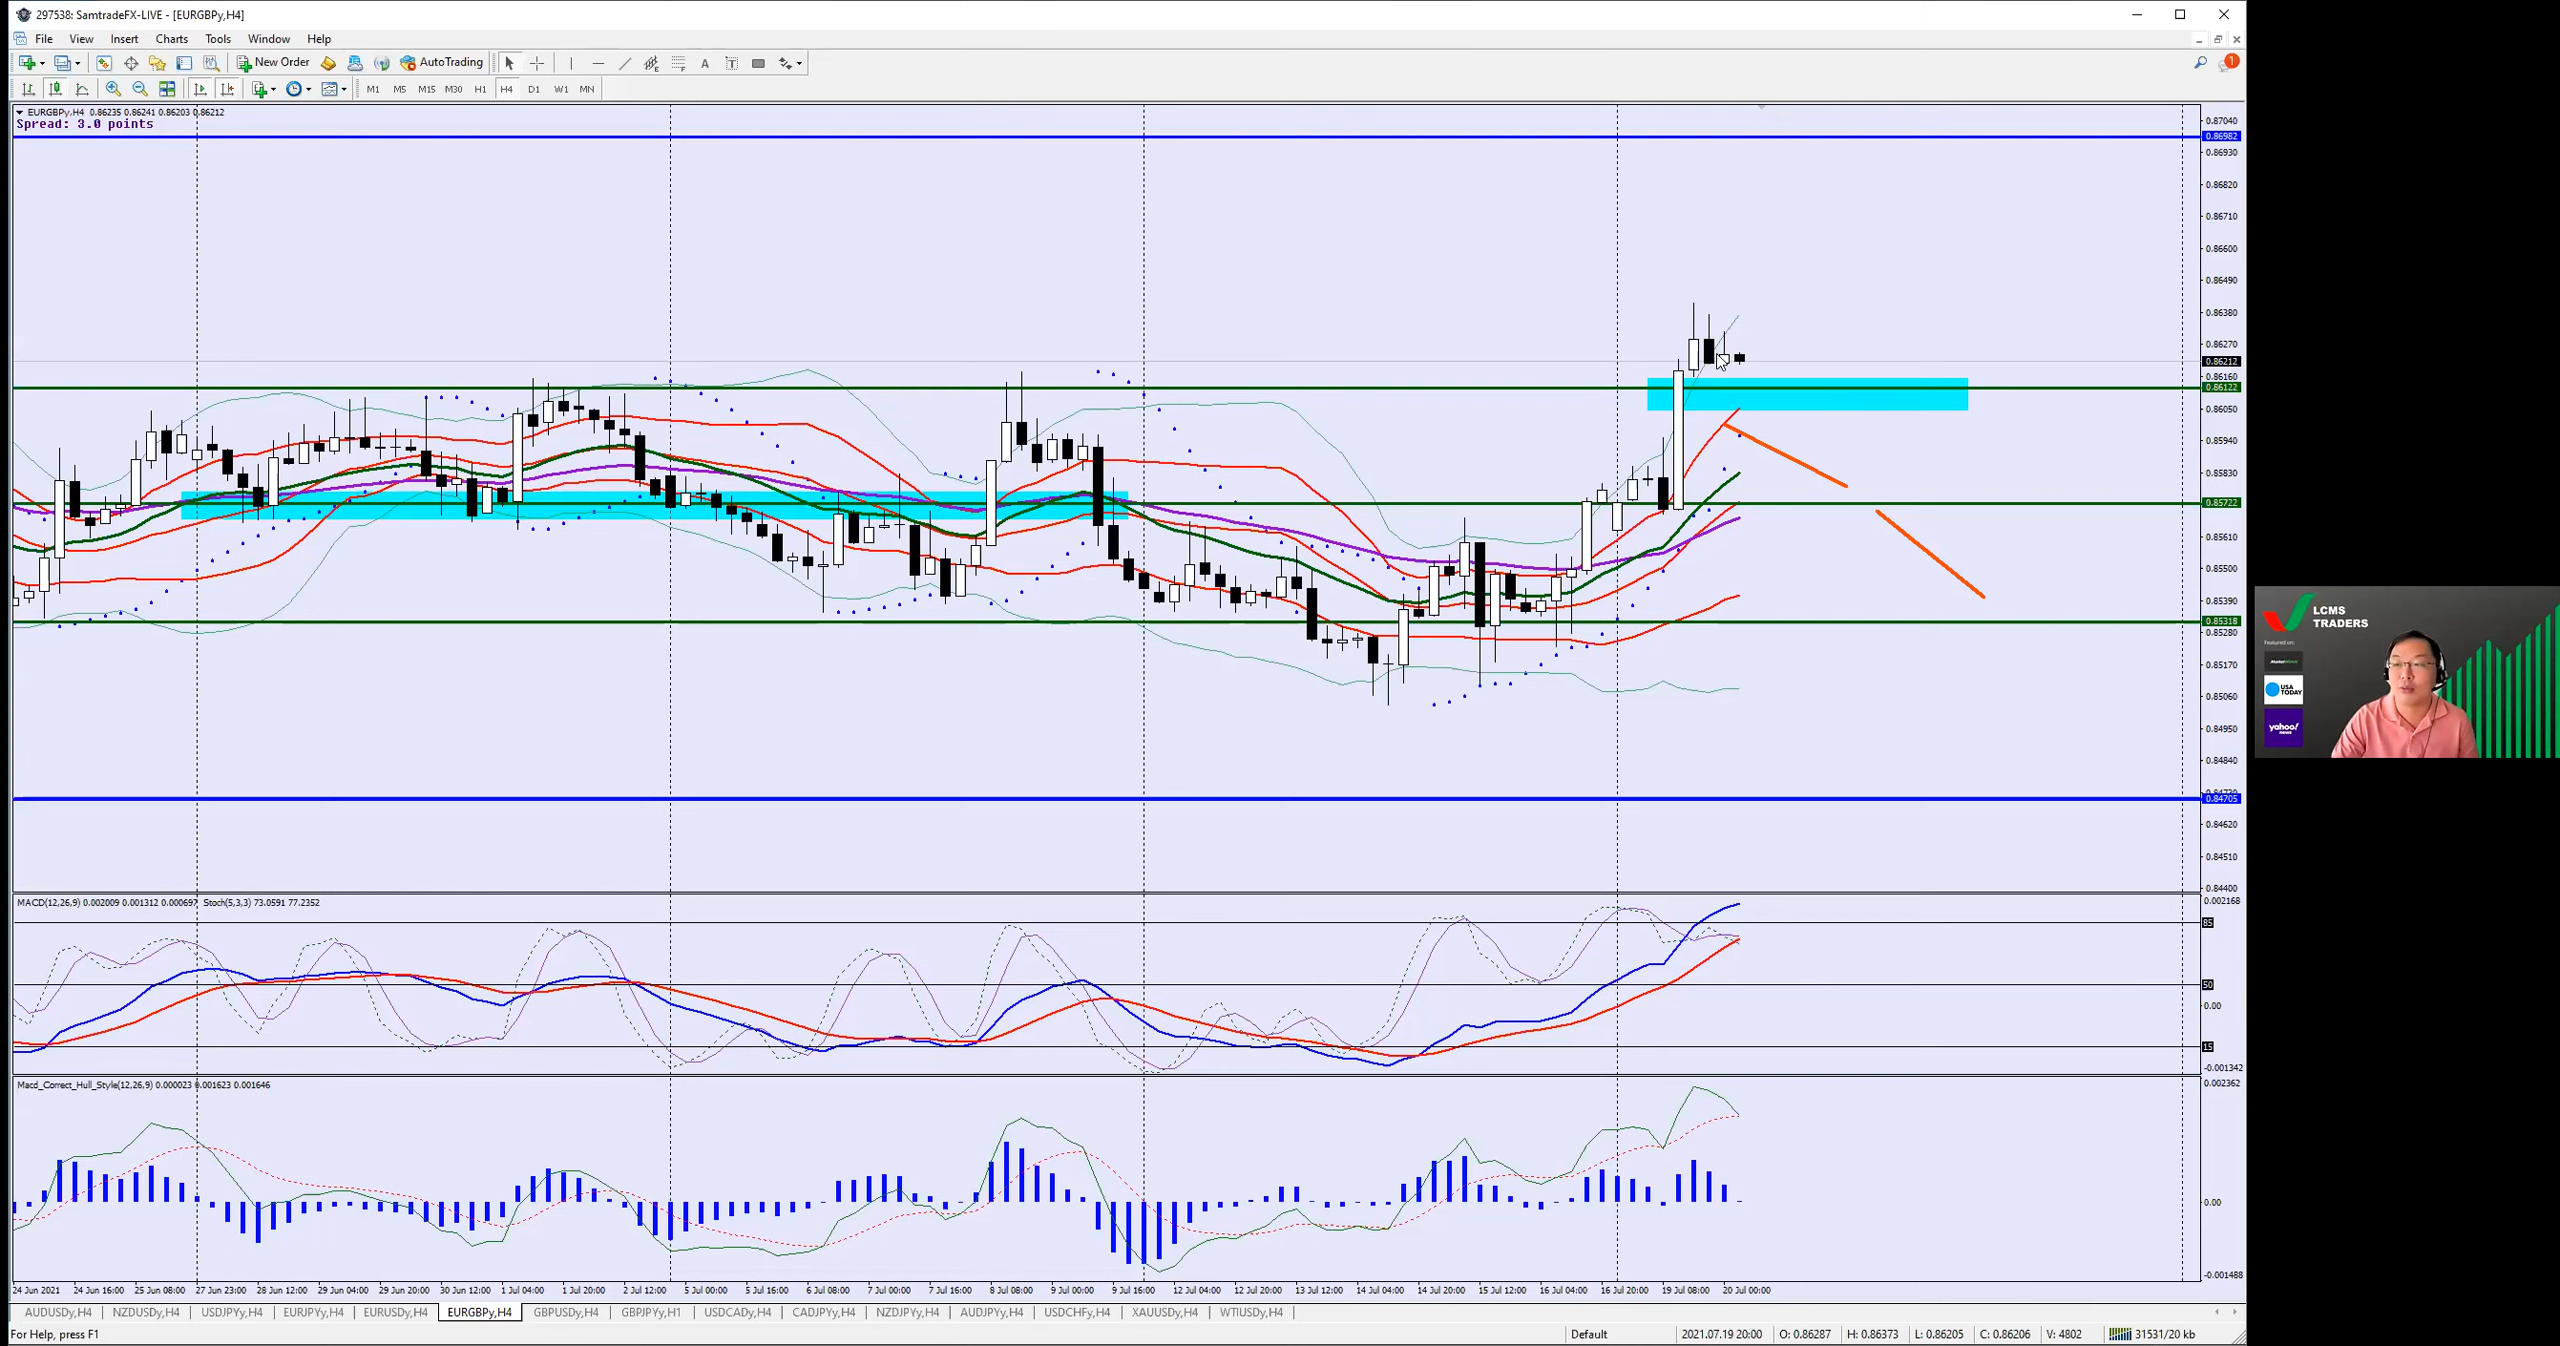 297538: SamtradeFX-LIVE - [EURGBPy,H4]
File View Insert Charts Tools Window Help
New Order AutoTrading
M1 M5 M15 M30 H1 H4 D1 W1 MN
EURGBPy,H4 0.86235 0.86241 0.86203 0.86212
Spread: 3.0 points
0.87040
0.86982
0.86930
0.86820
0.86710
0.86600
0.86490
0.86380
0.86270
0.86212
0.86160
0.86122
0.86050
0.85940
0.85830
0.85722
0.85610
0.85500
0.85390
0.85318
0.85280
0.85170
0.85060
0.84950
0.84840
0.84705
0.84620
0.84510
0.84400
MACD(12,26,9) 0.002009 0.001312 0.000697 Stoch(5,3,3) 73.0591 77.2352
0.002168
85
50
0.00
15
-0.001342
Macd_Correct_Hull_Style(12,26,9) 0.000023 0.001623 0.001646
0.002362
0.00
-0.001488
24 Jun 2021 24 Jun 16:00 25 Jun 08:00 27 Jun 23:00 28 Jun 12:00 29 Jun 04:00 29 Jun 20:00 30 Jun 12:00 1 Jul 04:00 1 Jul 20:00 2 Jul 12:00 5 Jul 00:00 5 Jul 16:00 6 Jul 08:00 7 Jul 00:00 7 Jul 16:00 8 Jul 08:00 9 Jul 00:00 9 Jul 16:00 12 Jul 04:00 12 Jul 20:00 13 Jul 12:00 14 Jul 04:00 14 Jul 20:00 15 Jul 12:00 16 Jul 04:00 16 Jul 20:00 19 Jul 08:00 20 Jul 00:00
AUDUSDy,H4 NZDUSDy,H4 USDJPYy,H4 EURJPYy,H4 EURUSDy,H4 EURGBPy,H4 GBPUSDy,H4 GBPJPYy,H1 USDCADy,H4 CADJPYy,H4 NZDJPYy,H4 AUDJPYy,H4 USDCHFy,H4 XAUUSDy,H4 WTIUSDy,H4
For Help, press F1 Default 2021.07.19 20:00 O: 0.86287 H: 0.86373 L: 0.86205 C: 0.86206 V: 4802 31531/20 kb
1
LCMS
TRADERS
Featured on:
USA
TODAY
yahoo!
news